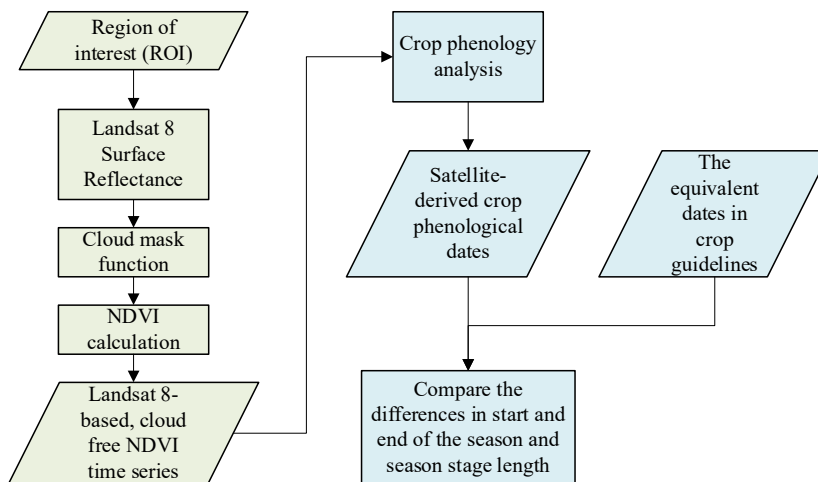 Region of
interest (ROI)
Landsat 8
Surface
Reflectance
Cloud mask
function
NDVI
calculation
Landsat 8-
based, cloud
free NDVI
time series
Crop phenology
analysis
Satellite-
derived crop
phenological
dates
The
equivalent
dates in
crop
guidelines
Compare the
differences in start and
end of the season and
season stage length